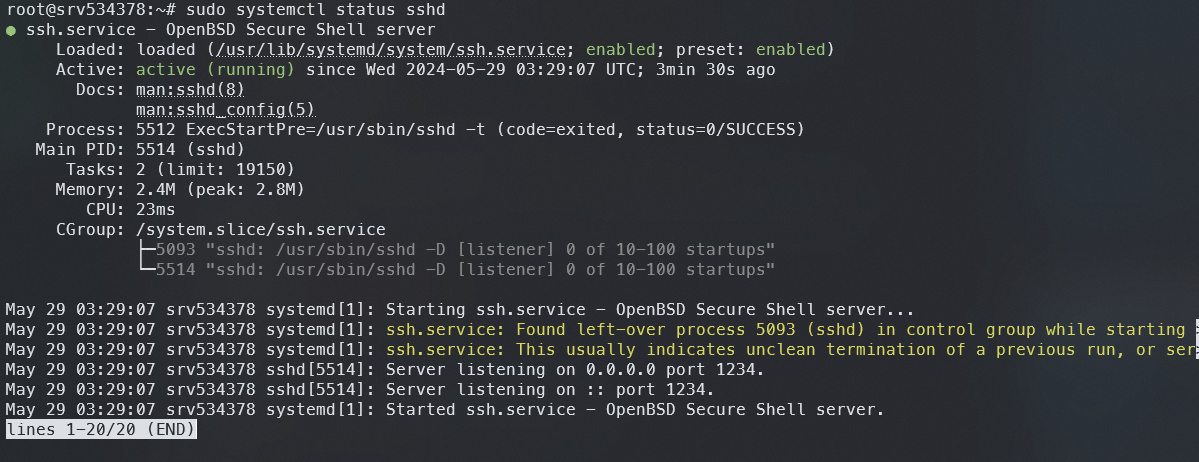 root@srv534378:~# sudo systemctl status sshd
● ssh.service – OpenBSD Secure Shell server
Loaded: loaded (/usr/lib/systemd/system/ssh.service; enabled; preset: enabled)
Active: active (running) since Wed 2024-05-29 03:29:07 UTC; 3min 30s ago
Docs: man:sshd(8)
man:sshd_config(5)
Process: 5512 ExecStartPre=/usr/sbin/sshd -t (code=exited, status=0/SUCCESS)
Main PID: 5514 (sshd)
Tasks: 2 (limit: 19150)
Memory: 2.4M (peak: 2.8M)
CPU: 23ms
CGroup: /system.slice/ssh.service
├─5093 "sshd: /usr/sbin/sshd -D [listener] 0 of 10-100 startups"
└─5514 "sshd: /usr/sbin/sshd -D [listener] 0 of 10-100 startups"
May 29 03:29:07 srv534378 systemd[1]: Starting ssh.service – OpenBSD Secure Shell server...
May 29 03:29:07 srv534378 systemd[1]: ssh.service: Found left-over process 5093 (sshd) in control group while starting >
May 29 03:29:07 srv534378 systemd[1]: ssh.service: This usually indicates unclean termination of a previous run, or ser>
May 29 03:29:07 srv534378 sshd[5514]: Server listening on 0.0.0.0 port 1234.
May 29 03:29:07 srv534378 sshd[5514]: Server listening on :: port 1234.
May 29 03:29:07 srv534378 systemd[1]: Started ssh.service – OpenBSD Secure Shell server.
lines 1-20/20 (END)